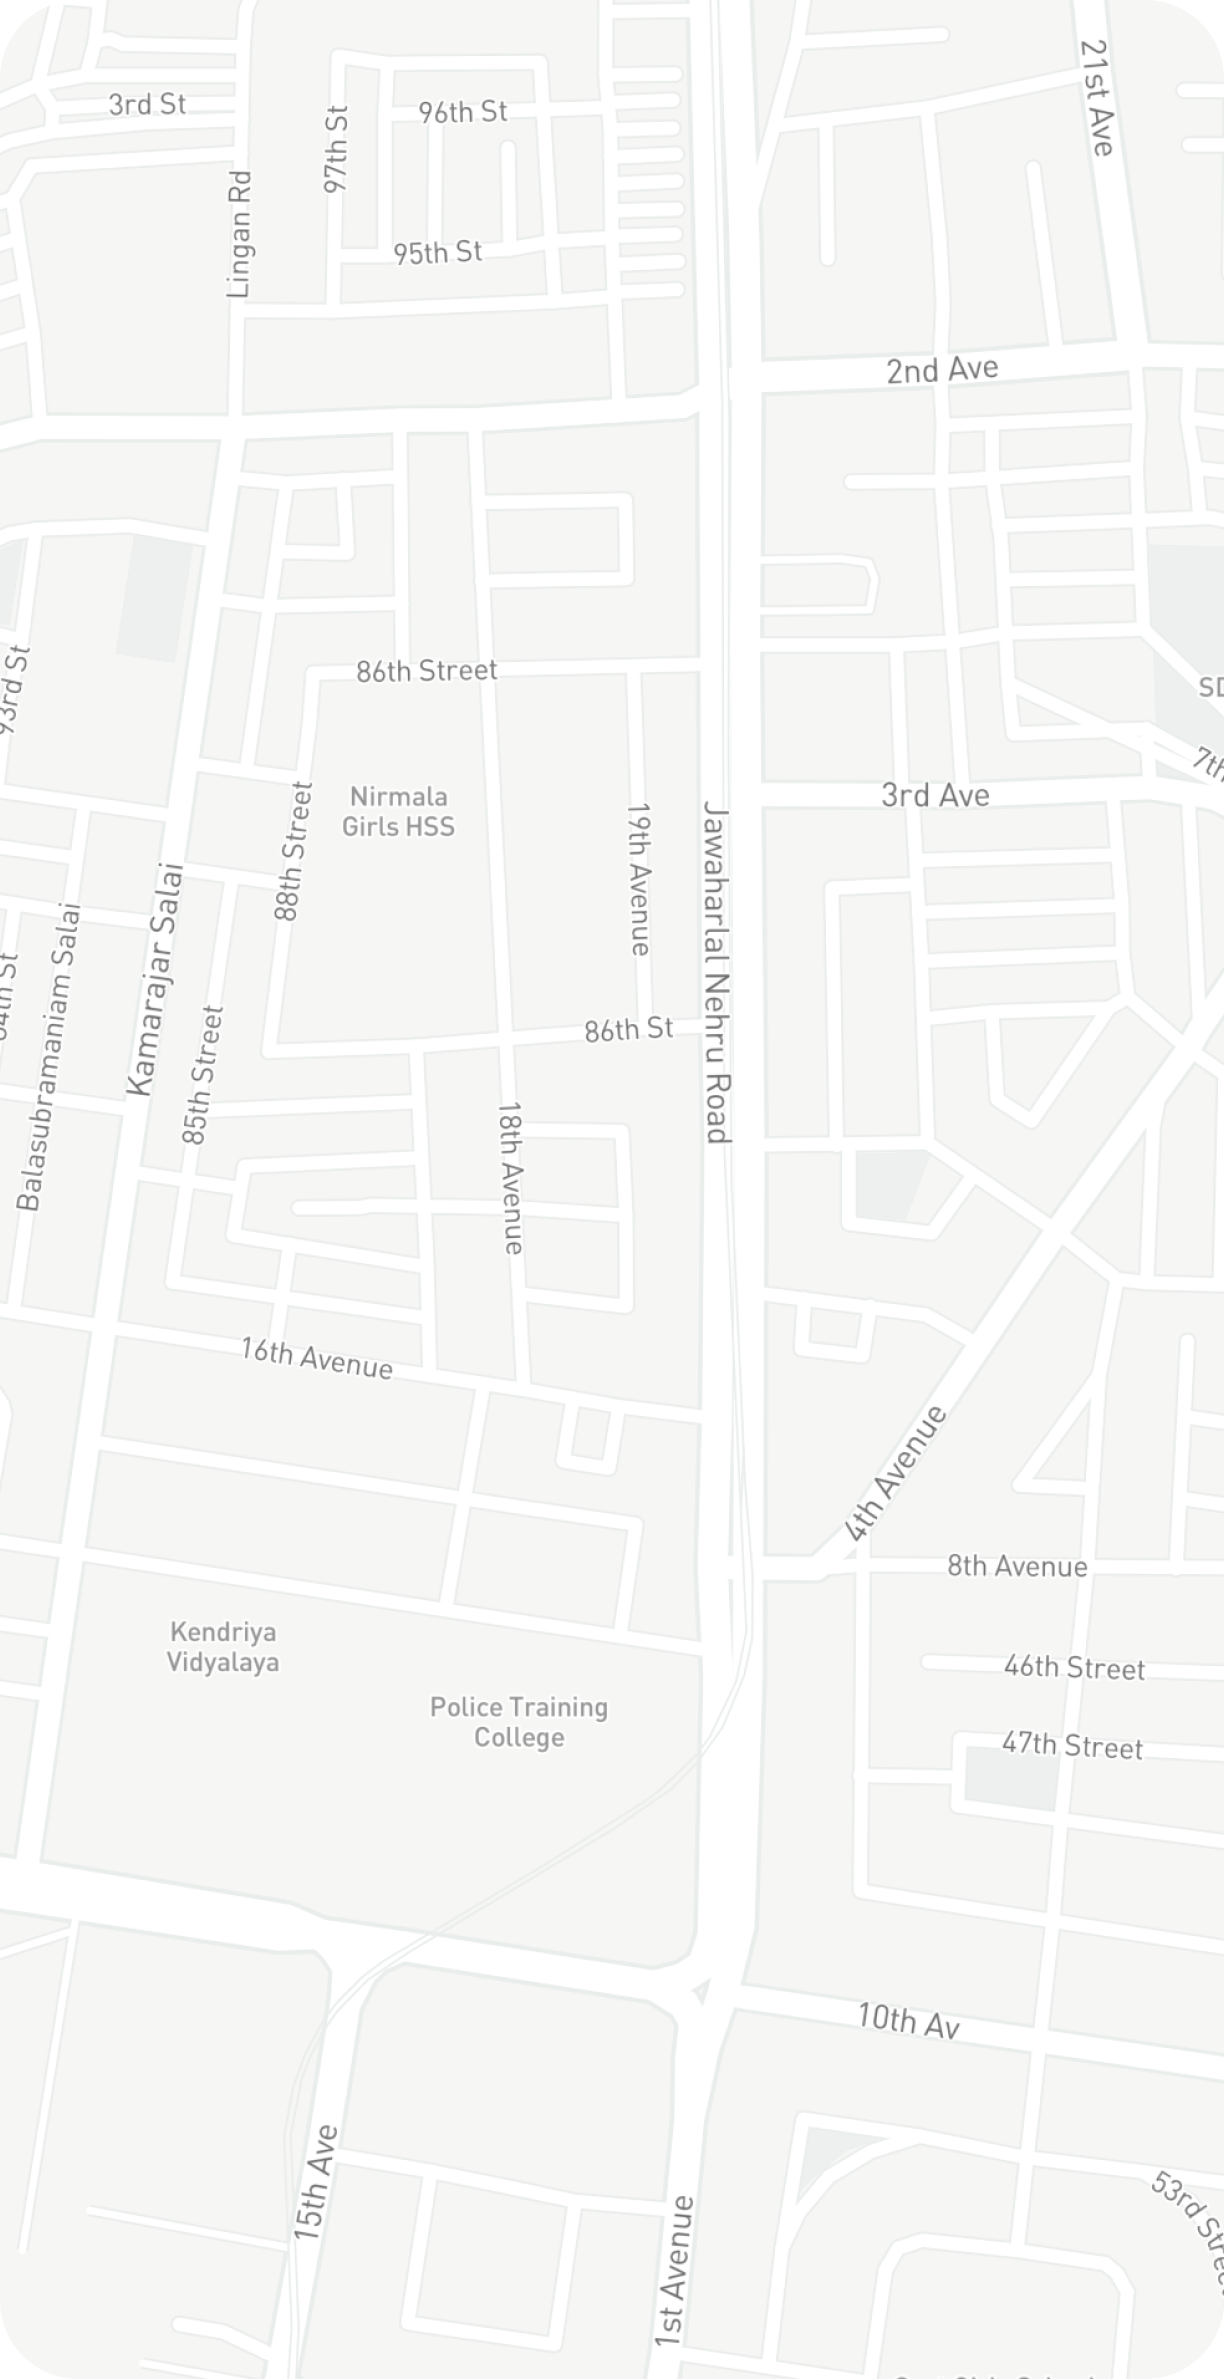 21st Ave
3rd St
97th St
96th St
Lingan Rd
95th St
2nd Ave
93rd St
86th Street
SD
7th
Nirmala
Girls HSS
3rd Ave
88th Street
19th Avenue
Jawaharlal Nehru Road
Kamarajar Salai
Balasubramaniam Salai
84th St
85th Street
86th St
18th Avenue
16th Avenue
4th Avenue
8th Avenue
Kendriya
Vidyalaya
46th Street
Police Training
College
47th Street
10th Av
15th Ave
1st Avenue
53rd Street